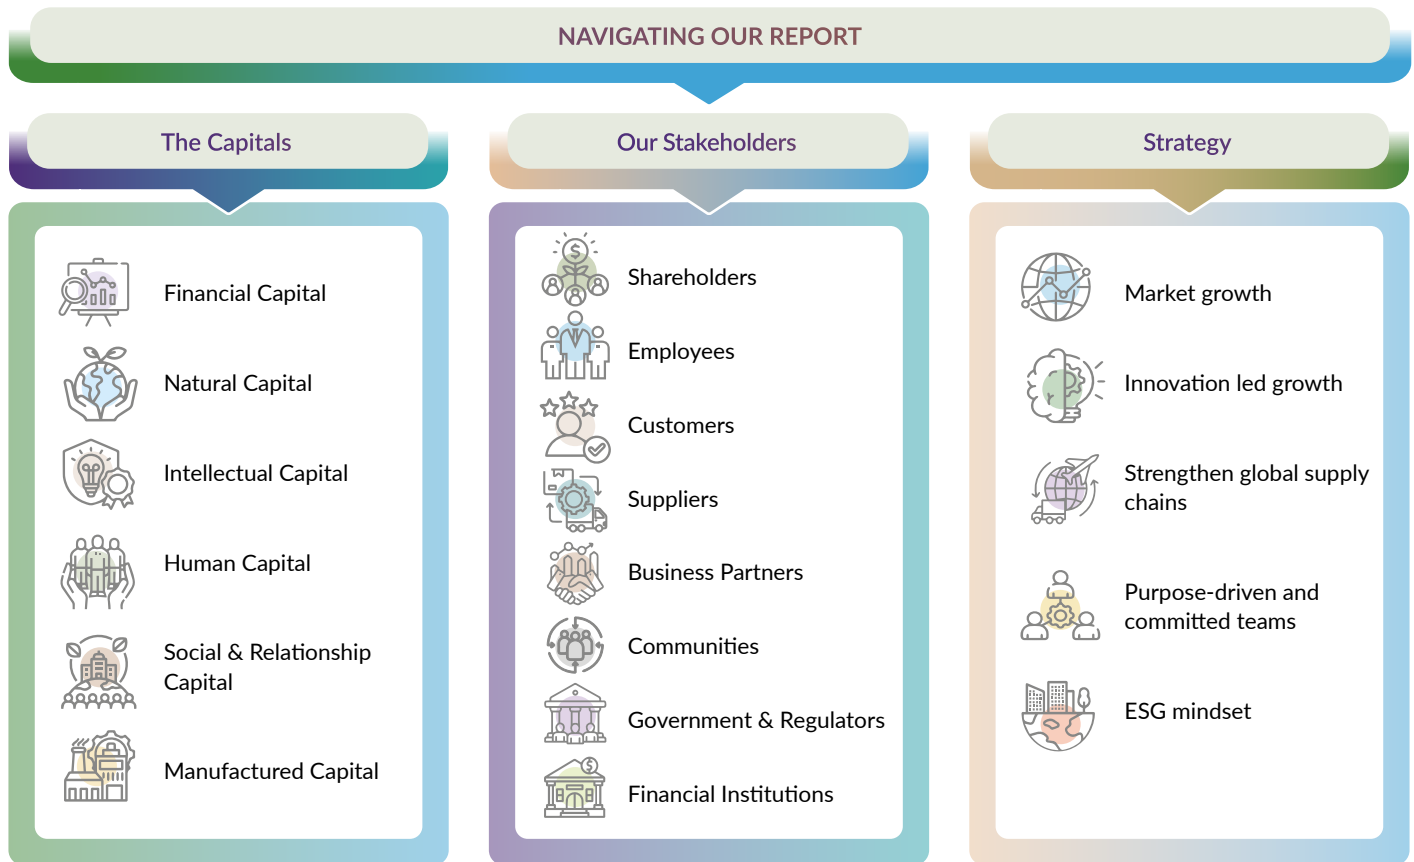 NAVIGATING OUR REPORT
The Capitals
Financial Capital
Natural Capital
Intellectual Capital
Human Capital
Social & Relationship
Capital
Manufactured Capital
Our Stakeholders
Shareholders
Employees
Customers
Suppliers
Business Partners
Communities
Government & Regulators
Financial Institutions
Strategy
Market growth
Innovation led growth
Strengthen global supply
chains
Purpose-driven and
committed teams
ESG mindset